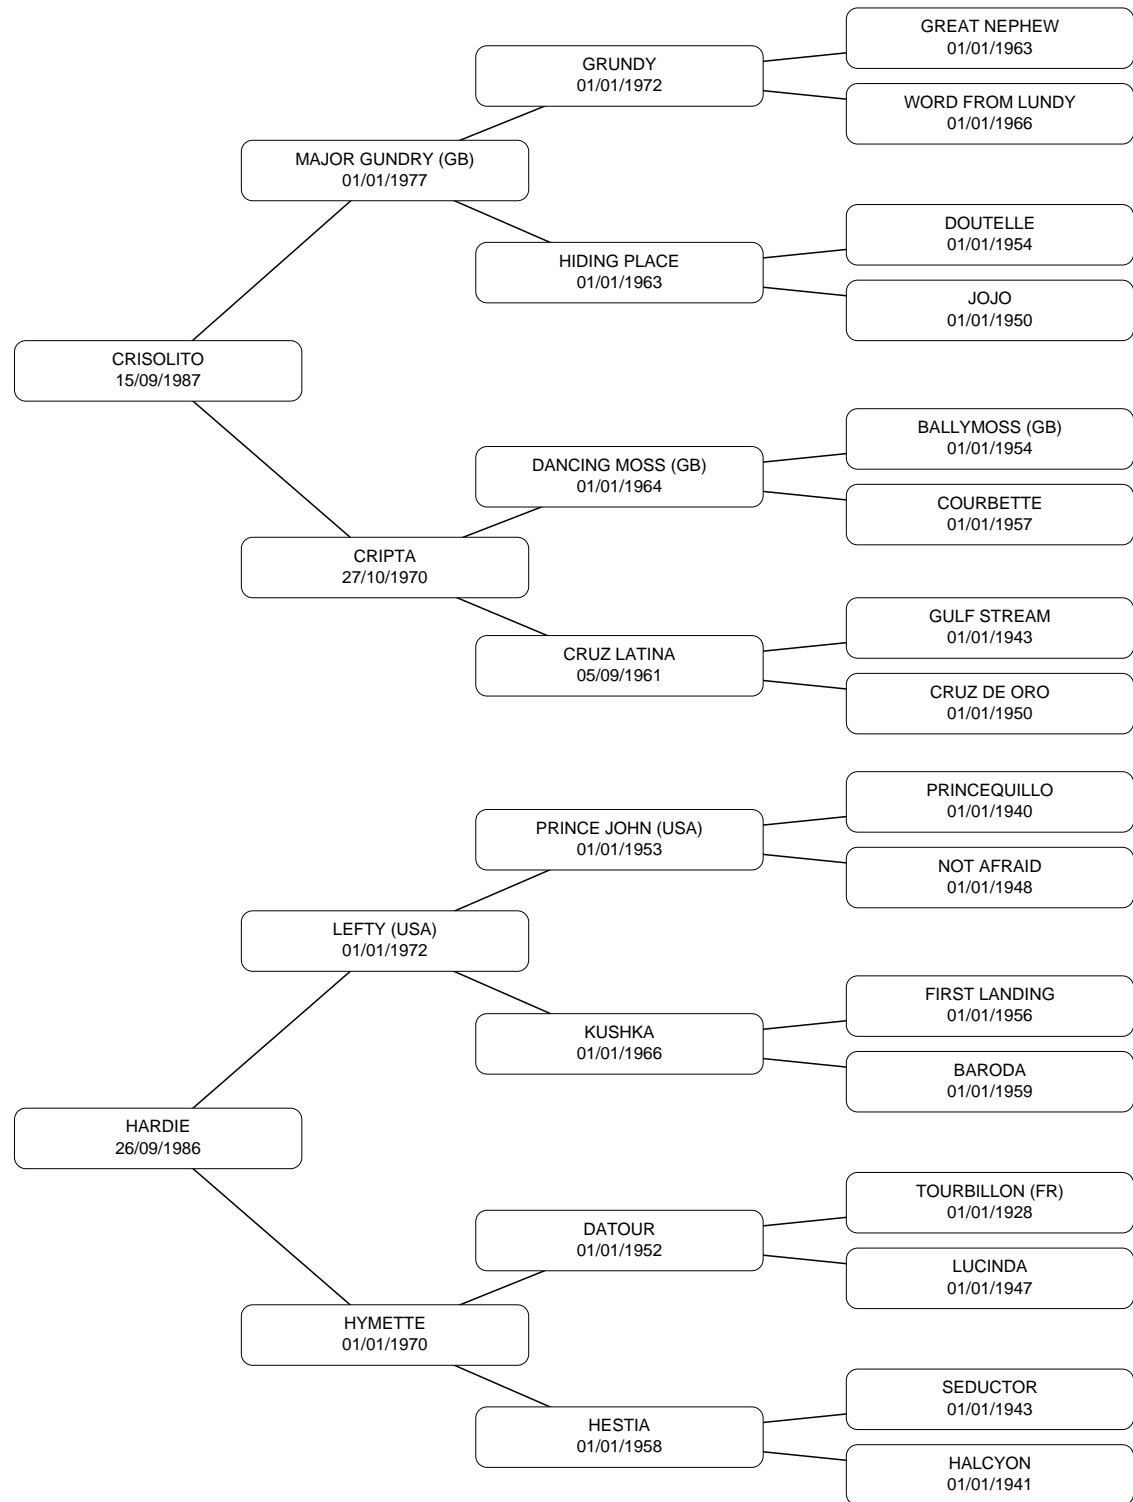 GREAT NEPHEW
01/01/1963
GRUNDY
01/01/1972
WORD FROM LUNDY
01/01/1966
MAJOR GUNDRY (GB)
01/01/1977
DOUTELLE
01/01/1954
HIDING PLACE
01/01/1963
JOJO
01/01/1950
CRISOLITO
15/09/1987
BALLYMOSS (GB)
01/01/1954
DANCING MOSS (GB)
01/01/1964
COURBETTE
01/01/1957
CRIPTA
27/10/1970
GULF STREAM
01/01/1943
CRUZ LATINA
05/09/1961
CRUZ DE ORO
01/01/1950
PRINCEQUILLO
01/01/1940
PRINCE JOHN (USA)
01/01/1953
NOT AFRAID
01/01/1948
LEFTY (USA)
01/01/1972
FIRST LANDING
01/01/1956
KUSHKA
01/01/1966
BARODA
01/01/1959
HARDIE
26/09/1986
TOURBILLON (FR)
01/01/1928
DATOUR
01/01/1952
LUCINDA
01/01/1947
HYMETTE
01/01/1970
SEDUCTOR
01/01/1943
HESTIA
01/01/1958
HALCYON
01/01/1941